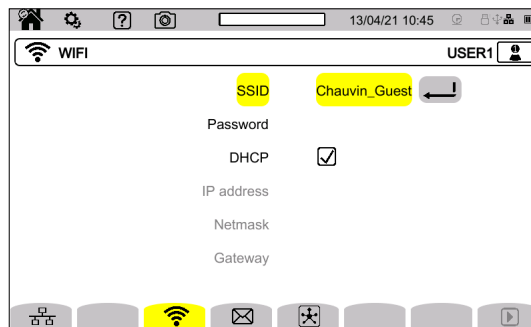 13/04/21 10:45
WIFI USER1
SSID Chauvin_Guest
Password
DHCP
IP address
Netmask
Gateway